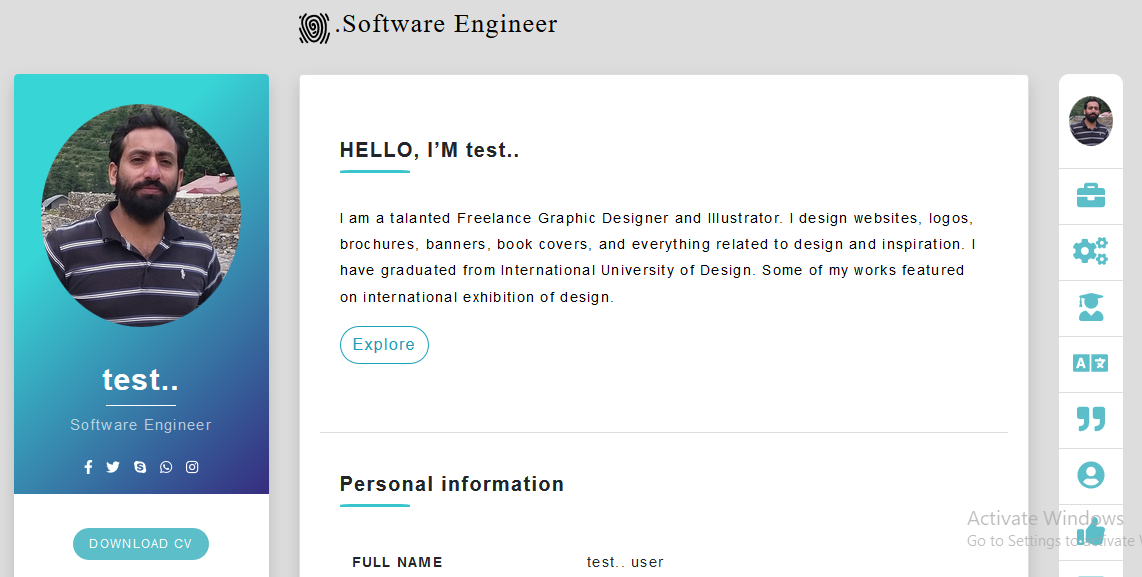 .Software Engineer
test..
Software Engineer
DOWNLOAD CV
HELLO, I’M test..
I am a talanted Freelance Graphic Designer and Illustrator. I design websites, logos,
brochures, banners, book covers, and everything related to design and inspiration. I
have graduated from International University of Design. Some of my works featured
on international exhibition of design.
Explore
Personal information
FULL NAME test.. user
A 文
Activate Windows
Go to Settings to activate W